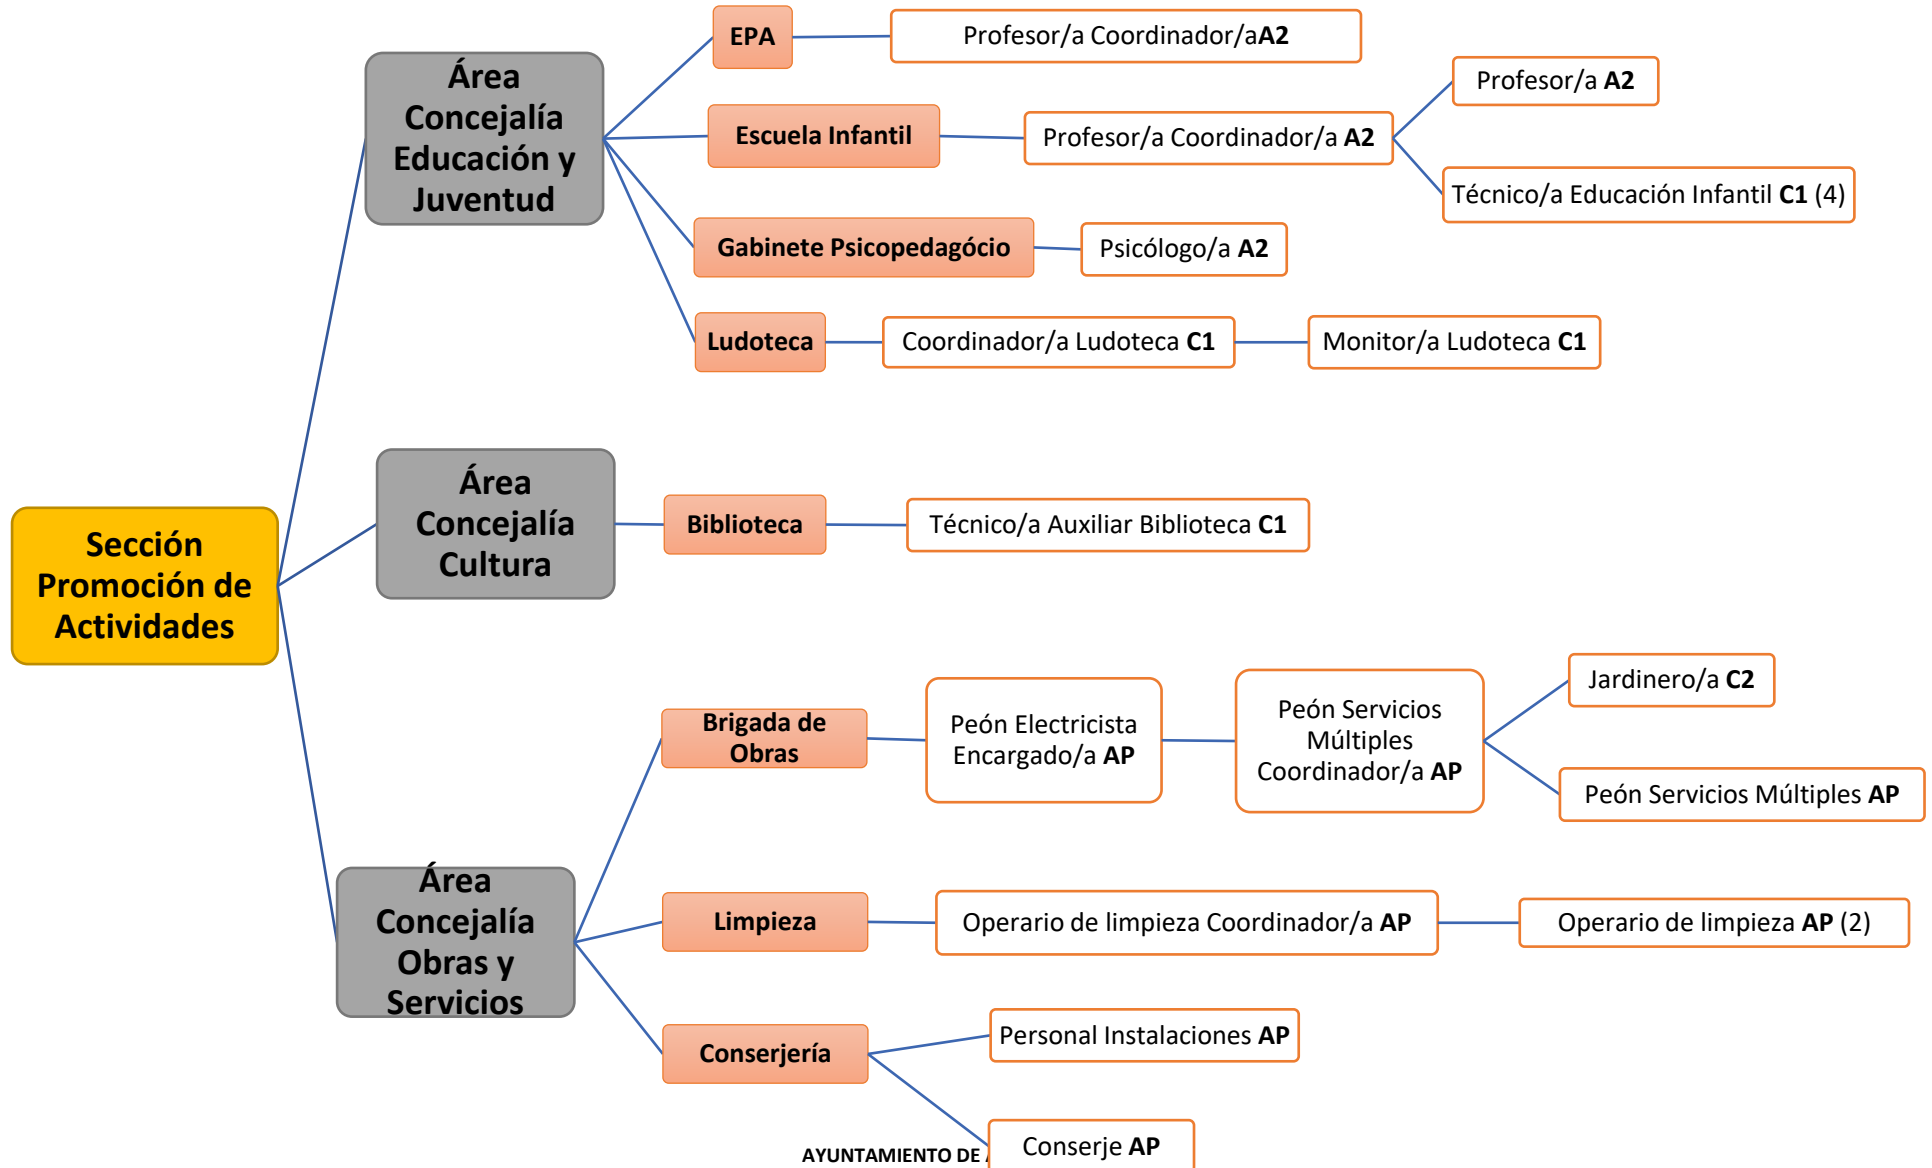 EPA
Profesor/a Coordinador/aA2
Área
Concejalía
Educación y
Juventud
Profesor/a A2
Escuela Infantil
Profesor/a Coordinador/a A2
Técnico/a Educación Infantil C1 (4)
Gabinete Psicopedagócio
Psicólogo/a A2
Ludoteca
Coordinador/a Ludoteca C1
Monitor/a Ludoteca C1
Sección
Promoción de
Actividades
Área
Concejalía
Cultura
Biblioteca
Técnico/a Auxiliar Biblioteca C1
Área
Concejalía
Obras y
Servicios
Brigada de
Obras
Peón Electricista
Encargado/a AP
Peón Servicios
Múltiples
Coordinador/a AP
Jardinero/a C2
Peón Servicios Múltiples AP
Limpieza
Operario de limpieza Coordinador/a AP
Operario de limpieza AP (2)
Conserjería
Personal Instalaciones AP
Conserje AP
AYUNTAMIENTO DE